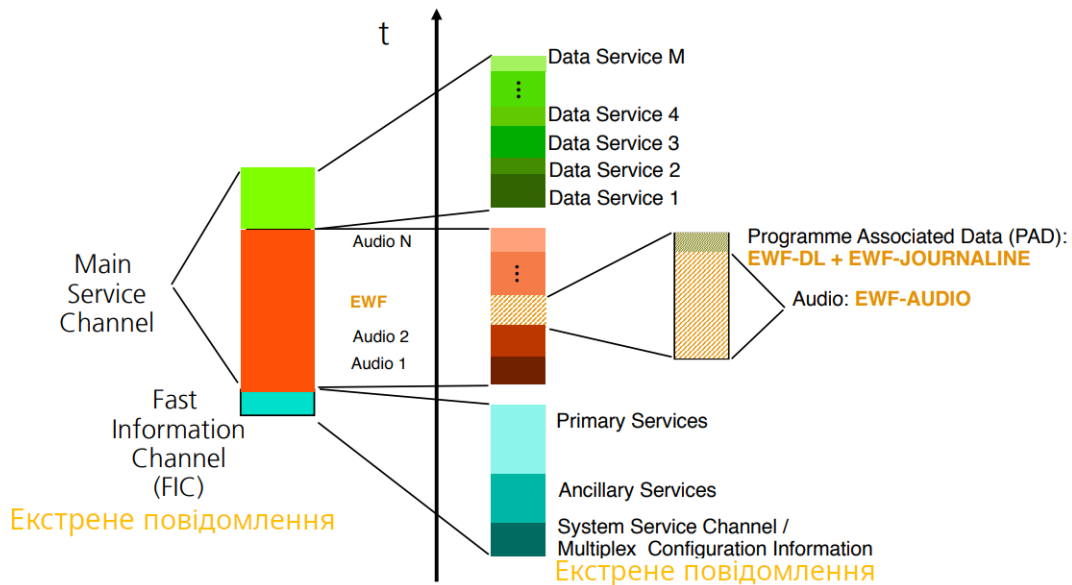 t
Data Service M
Data Service 4
Data Service 3
Data Service 2
Data Service 1
Main
Service
Channel
Audio N
EWF
Audio 2
Audio 1
Programme Associated Data (PAD):
EWF-DL + EWF-JOURNALINE
Audio: EWF-AUDIO
Fast
Information
Channel
(FIC)
Екстрене повідомлення
Primary Services
Ancillary Services
System Service Channel /
Multiplex Configuration Information
Екстрене повідомлення